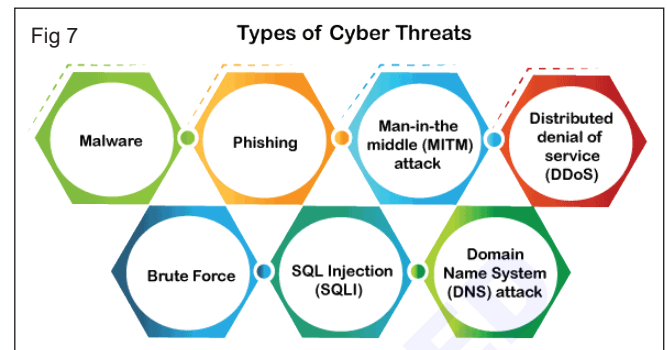 Fig 7
Types of Cyber Threats
Malware
Phishing
Man-in-the
middle (MITM)
attack
Distributed
denial of
service
(DDoS)
Brute Force
SQL Injection
(SQLI)
Domain
Name System
(DNS) attack